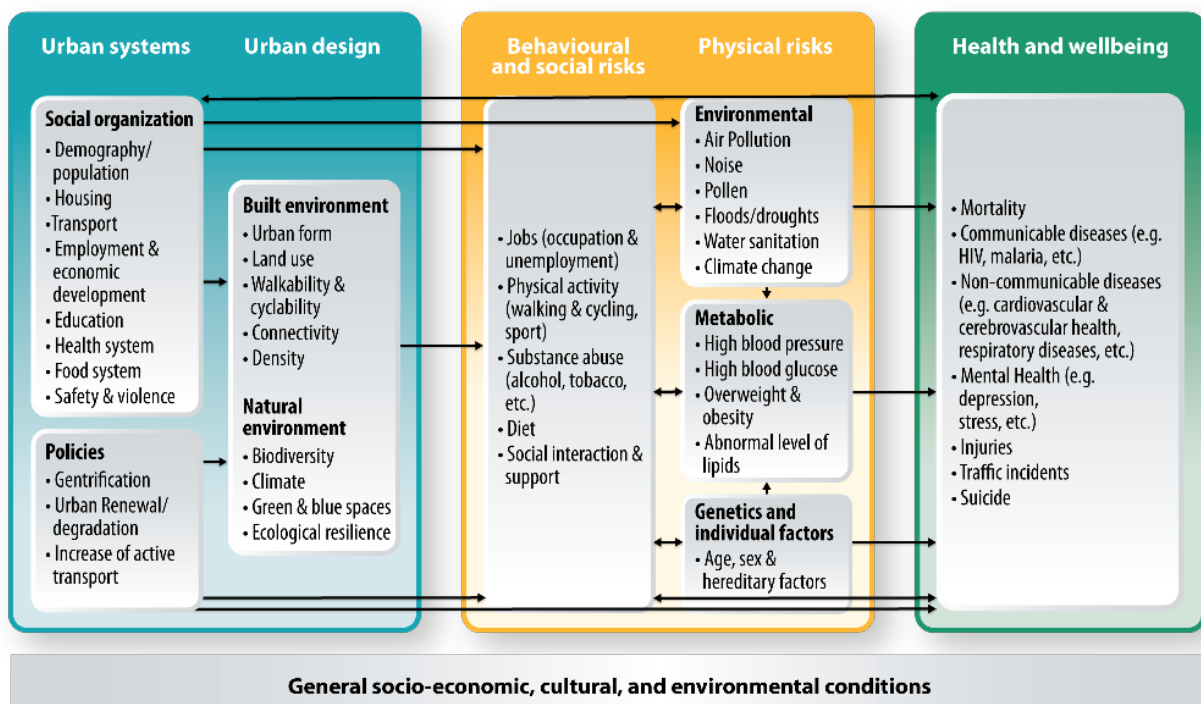 Urban systems
Urban design
Behavioural
and social risks
Physical risks
Health and wellbeing
Social organization
• Demography/
population
• Housing
• Transport
• Employment &
economic
development
• Education
• Health system
• Food system
• Safety & violence
Policies
• Gentrification
• Urban Renewal/
degradation
• Increase of active
transport
Built environment
• Urban form
• Land use
• Walkability &
cyclability
• Connectivity
• Density
Natural
environment
• Biodiversity
• Climate
• Green & blue spaces
• Ecological resilience
• Jobs (occupation &
unemployment)
• Physical activity
(walking & cycling,
sport)
• Substance abuse
(alcohol, tobacco,
etc.)
• Diet
• Social interaction &
support
Environmental
• Air Pollution
• Noise
• Pollen
• Floods/droughts
• Water sanitation
• Climate change
Metabolic
• High blood pressure
• High blood glucose
• Overweight &
obesity
• Abnormal level of
lipids
Genetics and
individual factors
• Age, sex &
hereditary factors
• Mortality
• Communicable diseases (e.g.
HIV, malaria, etc.)
• Non-communicable diseases
(e.g. cardiovascular &
cerebrovascular health,
respiratory diseases, etc.)
• Mental Health (e.g.
depression,
stress, etc.)
• Injuries
• Traffic incidents
• Suicide
General socio-economic, cultural, and environmental conditions